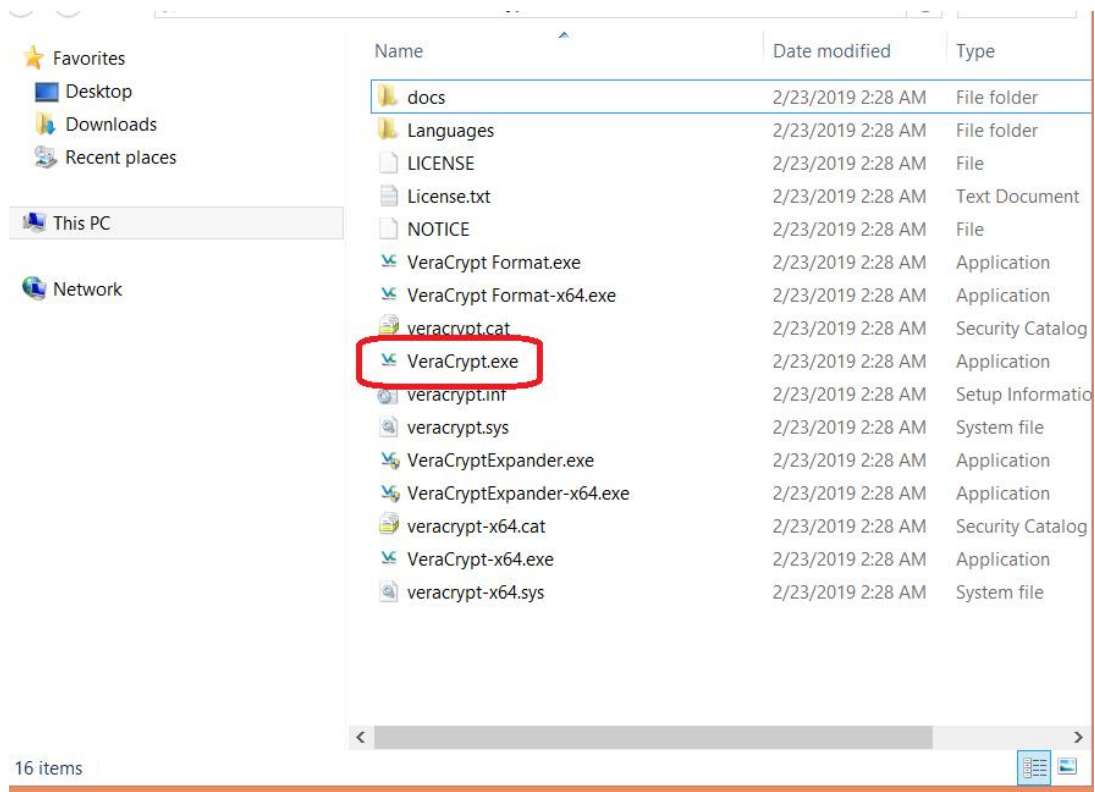 Name Date modified Type
Favorites
Desktop
Downloads
Recent places
This PC
Network
docs 2/23/2019 2:28 AM File folder
Languages 2/23/2019 2:28 AM File folder
LICENSE 2/23/2019 2:28 AM File
License.txt 2/23/2019 2:28 AM Text Document
NOTICE 2/23/2019 2:28 AM File
VeraCrypt Format.exe 2/23/2019 2:28 AM Application
VeraCrypt Format-x64.exe 2/23/2019 2:28 AM Application
veracrypt.cat 2/23/2019 2:28 AM Security Catalog
VeraCrypt.exe 2/23/2019 2:28 AM Application
veracrypt.inf 2/23/2019 2:28 AM Setup Informatio
veracrypt.sys 2/23/2019 2:28 AM System file
VeraCryptExpander.exe 2/23/2019 2:28 AM Application
VeraCryptExpander-x64.exe 2/23/2019 2:28 AM Application
veracrypt-x64.cat 2/23/2019 2:28 AM Security Catalog
VeraCrypt-x64.exe 2/23/2019 2:28 AM Application
veracrypt-x64.sys 2/23/2019 2:28 AM System file
16 items